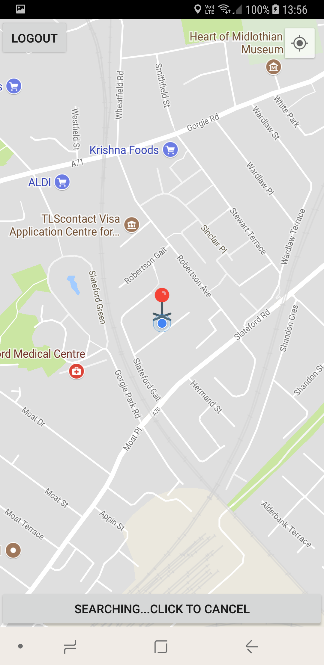 100% 13:56
LOGOUT
Heart of Midlothian
Museum
Wheatfield Rd
Smithfield St
Westfield St
White Park
Wardlaw St
Gorgie Rd
A71
Krishna Foods
ALDI
Wardlaw Pl
TLScontact Visa
Application Centre for...
Stewart Terrace
Sinclair Pl
Wardlaw Terrace
Robertson Gait
Robertson Ave
Slateford Green
Slateford Rd
Shandon Cres
ord Medical Centre
Slateford Gait
Gorgie Park Rd
Hermand St
Shandon St
Moat Dr
Moat Pl
Moat St
Appin St
Moat Terrace
Alderbank Terrace
SEARCHING...CLICK TO CANCEL